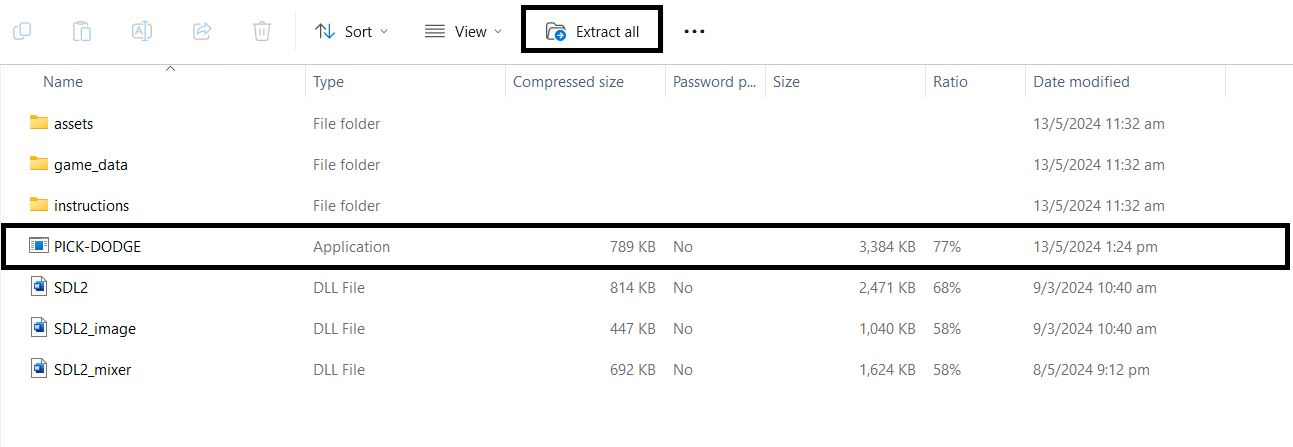 Sort View Extract all
Name Type Compressed size Password p... Size Ratio Date modified
assets File folder 13/5/2024 11:32 am
game_data File folder 13/5/2024 11:32 am
instructions File folder 13/5/2024 11:32 am
PICK-DODGE Application 789 KB No 3,384 KB 77% 13/5/2024 1:24 pm
SDL2 DLL File 814 KB No 2,471 KB 68% 9/3/2024 10:40 am
SDL2_image DLL File 447 KB No 1,040 KB 58% 9/3/2024 10:40 am
SDL2_mixer DLL File 692 KB No 1,624 KB 58% 8/5/2024 9:12 pm